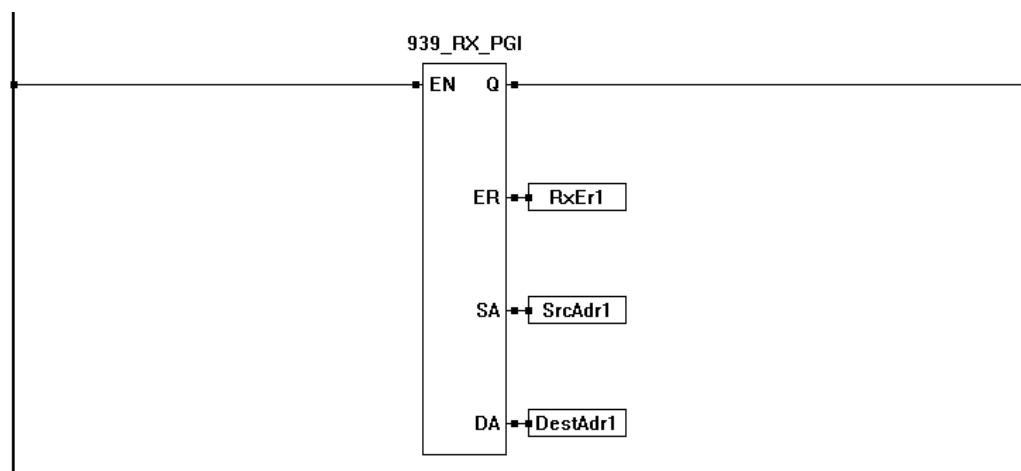 939_RX_PGI
EN Q
ER RxEr1
SA SrcAdr1
DA DestAdr1